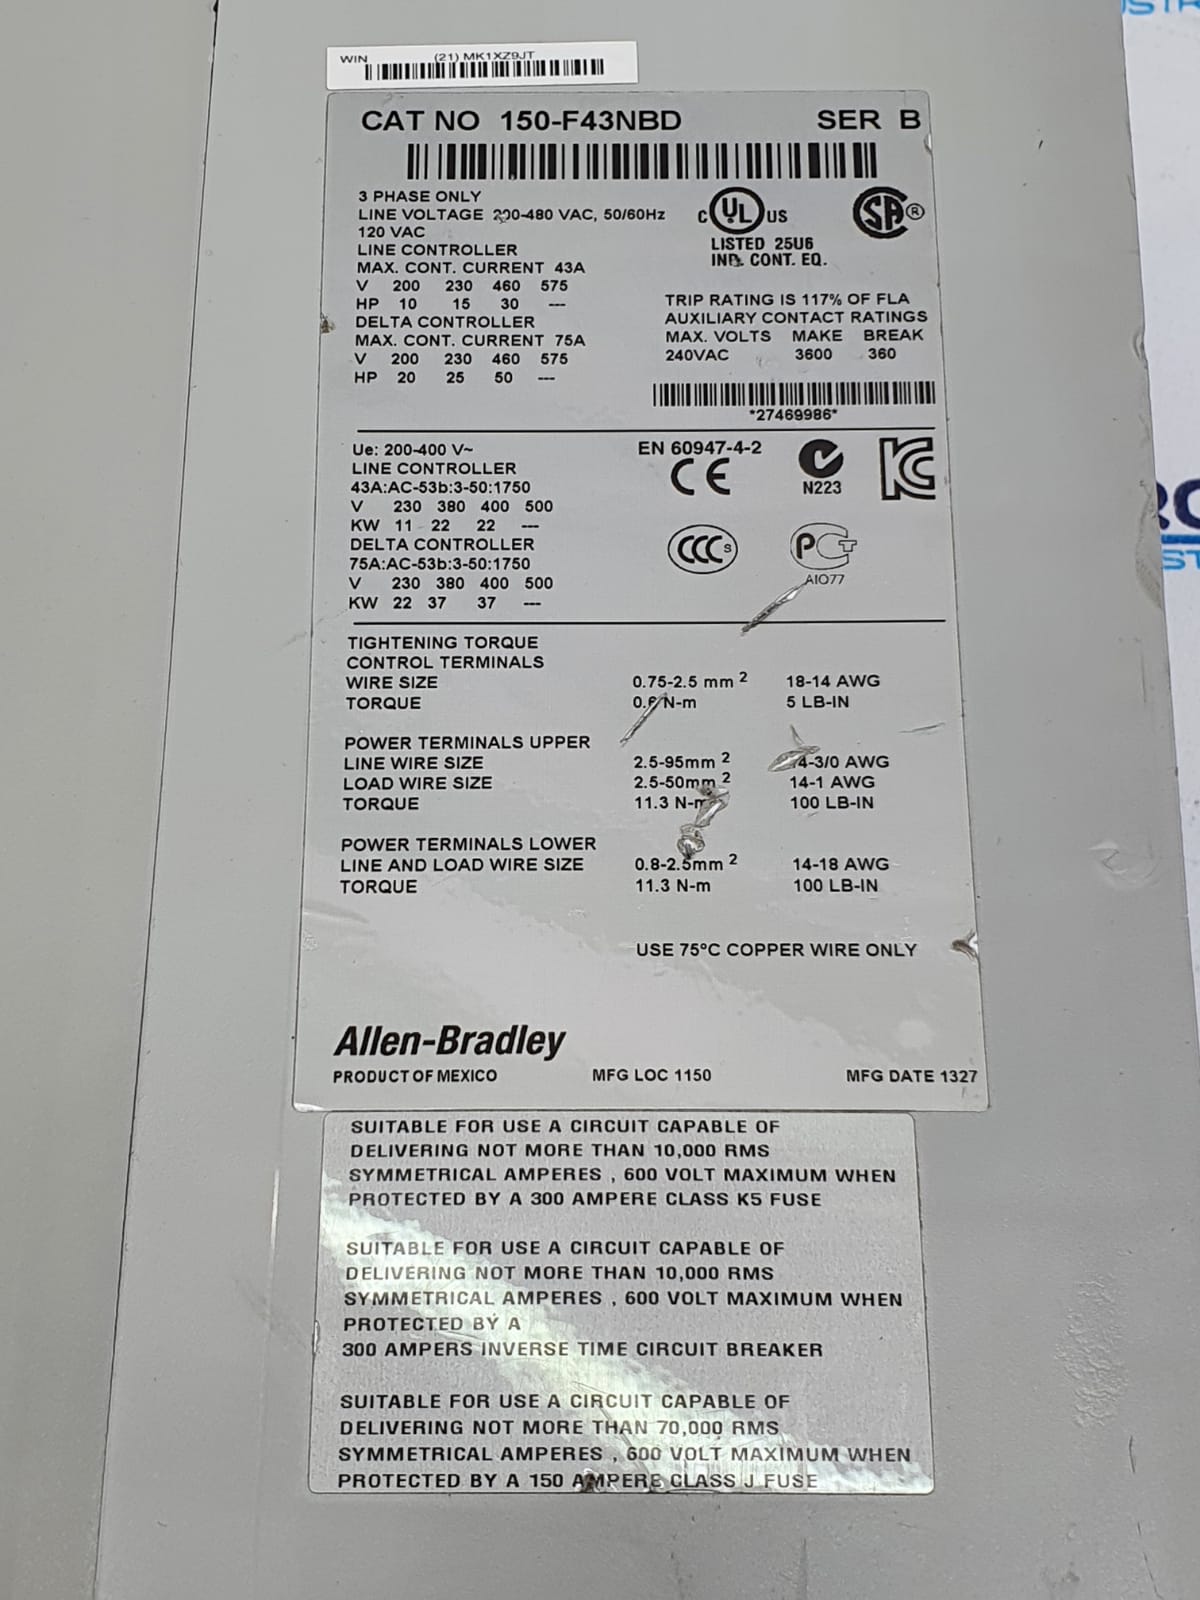 WIN (21) MK1XZ9JT
CAT NO 150-F43NBD SER B
3 PHASE ONLY
LINE VOLTAGE 200-480 VAC, 50/60Hz
120 VAC
LINE CONTROLLER
MAX. CONT. CURRENT 43A
V 200 230 460 575
HP 10 15 30 ---
DELTA CONTROLLER
MAX. CONT. CURRENT 75A
V 200 230 460 575
HP 20 25 50 ---
C UL US
LISTED 25U6
IND. CONT. EQ.
SA ®
TRIP RATING IS 117% OF FLA
AUXILIARY CONTACT RATINGS
MAX. VOLTS MAKE BREAK
240VAC 3600 360
*27469986*
Ue: 200-400 V~
LINE CONTROLLER
43A:AC-53b:3-50:1750
V 230 380 400 500
KW 11 22 22 ---
DELTA CONTROLLER
75A:AC-53b:3-50:1750
V 230 380 400 500
KW 22 37 37 ---
EN 60947-4-2
CE
N223
KC
CCC S
PCT
AIO77
TIGHTENING TORQUE
CONTROL TERMINALS
WIRE SIZE 0.75-2.5 mm 2 18-14 AWG
TORQUE 0.6 N-m 5 LB-IN
POWER TERMINALS UPPER
LINE WIRE SIZE 2.5-95mm 2 14-3/0 AWG
LOAD WIRE SIZE 2.5-50mm 2 14-1 AWG
TORQUE 11.3 N-m 100 LB-IN
POWER TERMINALS LOWER
LINE AND LOAD WIRE SIZE 0.8-2.5mm 2 14-18 AWG
TORQUE 11.3 N-m 100 LB-IN
USE 75°C COPPER WIRE ONLY
Allen-Bradley
PRODUCT OF MEXICO MFG LOC 1150 MFG DATE 1327
SUITABLE FOR USE A CIRCUIT CAPABLE OF
DELIVERING NOT MORE THAN 10,000 RMS
SYMMETRICAL AMPERES , 600 VOLT MAXIMUM WHEN
PROTECTED BY A 300 AMPERE CLASS K5 FUSE
SUITABLE FOR USE A CIRCUIT CAPABLE OF
DELIVERING NOT MORE THAN 10,000 RMS
SYMMETRICAL AMPERES , 600 VOLT MAXIMUM WHEN
PROTECTED BY A
300 AMPERS INVERSE TIME CIRCUIT BREAKER
SUITABLE FOR USE A CIRCUIT CAPABLE OF
DELIVERING NOT MORE THAN 70,000 RMS
SYMMETRICAL AMPERES , 600 VOLT MAXIMUM WHEN
PROTECTED BY A 150 AMPERE CLASS J FUSE